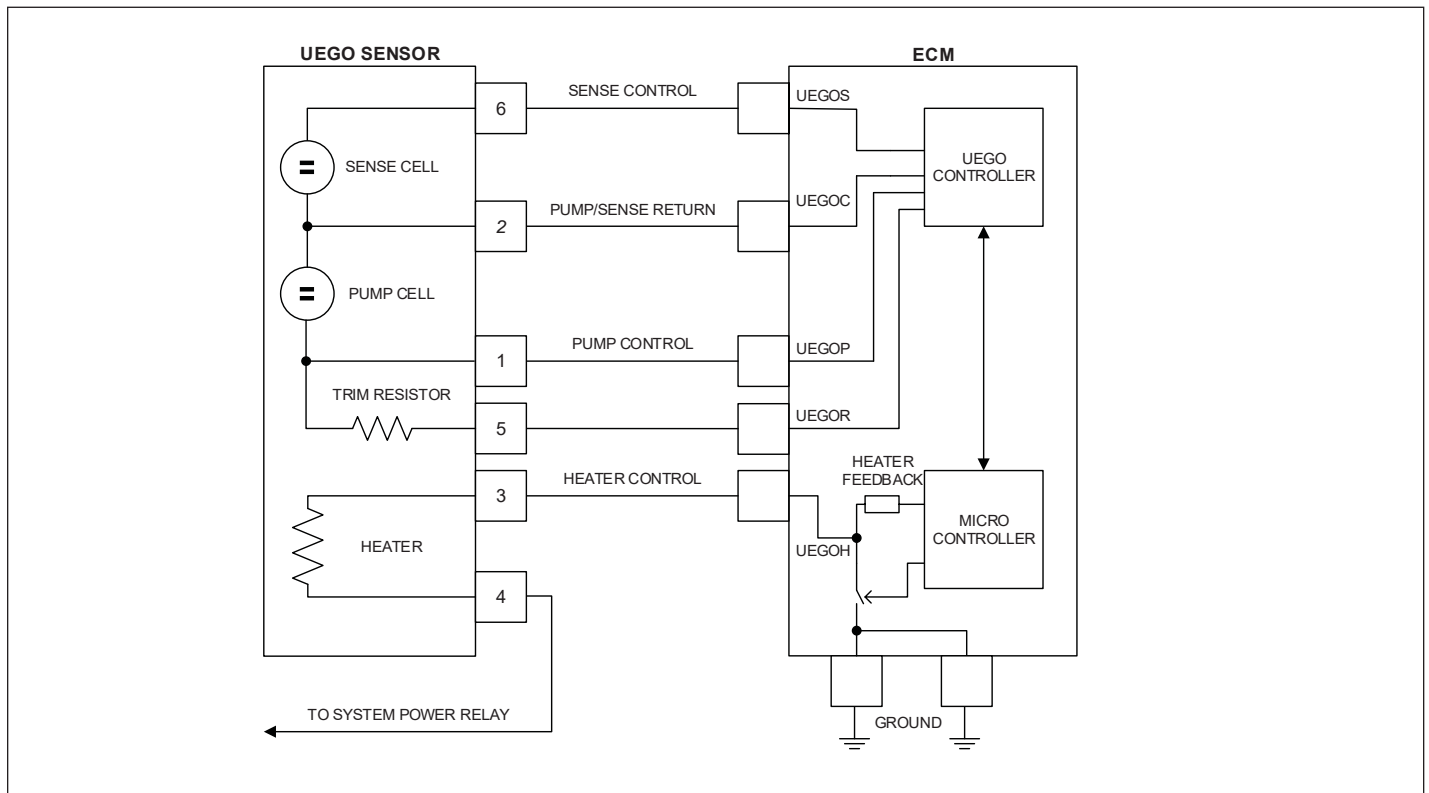 UEGO SENSOR
ECM
6
SENSE CONTROL
UEGOS
SENSE CELL
UEGO
CONTROLLER
2
PUMP/SENSE RETURN
UEGOC
PUMP CELL
1
PUMP CONTROL
UEGOP
TRIM RESISTOR
5
UEGOR
3
HEATER CONTROL
HEATER
FEEDBACK
HEATER
UEGOH
MICRO
CONTROLLER
4
TO SYSTEM POWER RELAY
GROUND